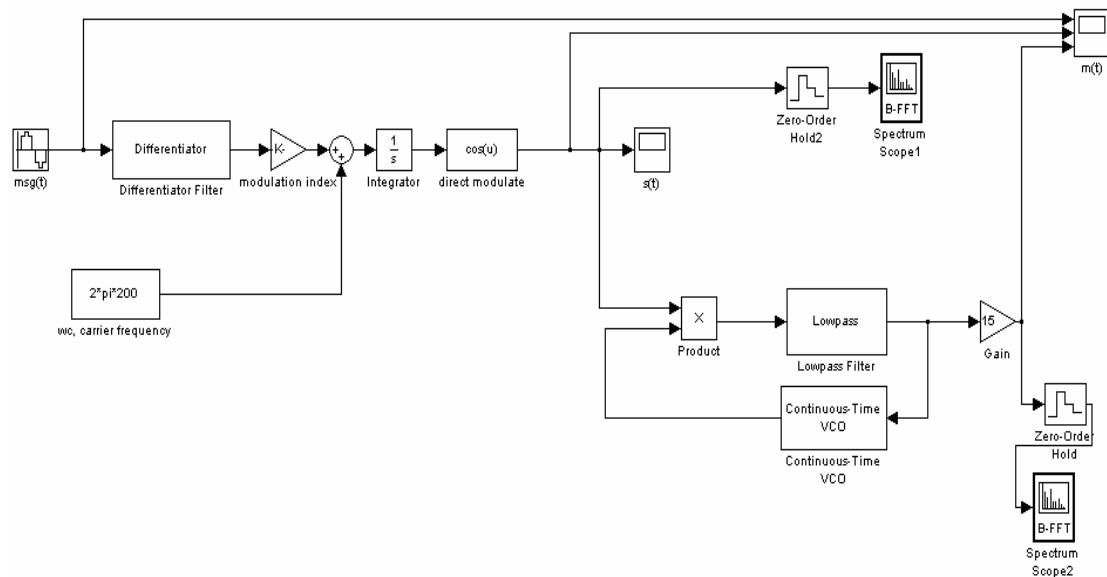 m(t)
B-FFT
Zero-Order
Hold2
Spectrum
Scope1
msg(t)
Differentiator
Differentiator Filter
K-
modulation index
+
+
1
s
Integrator
cos(u)
direct modulate
s(t)
2*pi*200
wc, carrier frequency
X
Product
Lowpass
Lowpass Filter
15
Gain
Continuous-Time
VCO
Continuous-Time
VCO
Zero-Order
Hold
B-FFT
Spectrum
Scope2